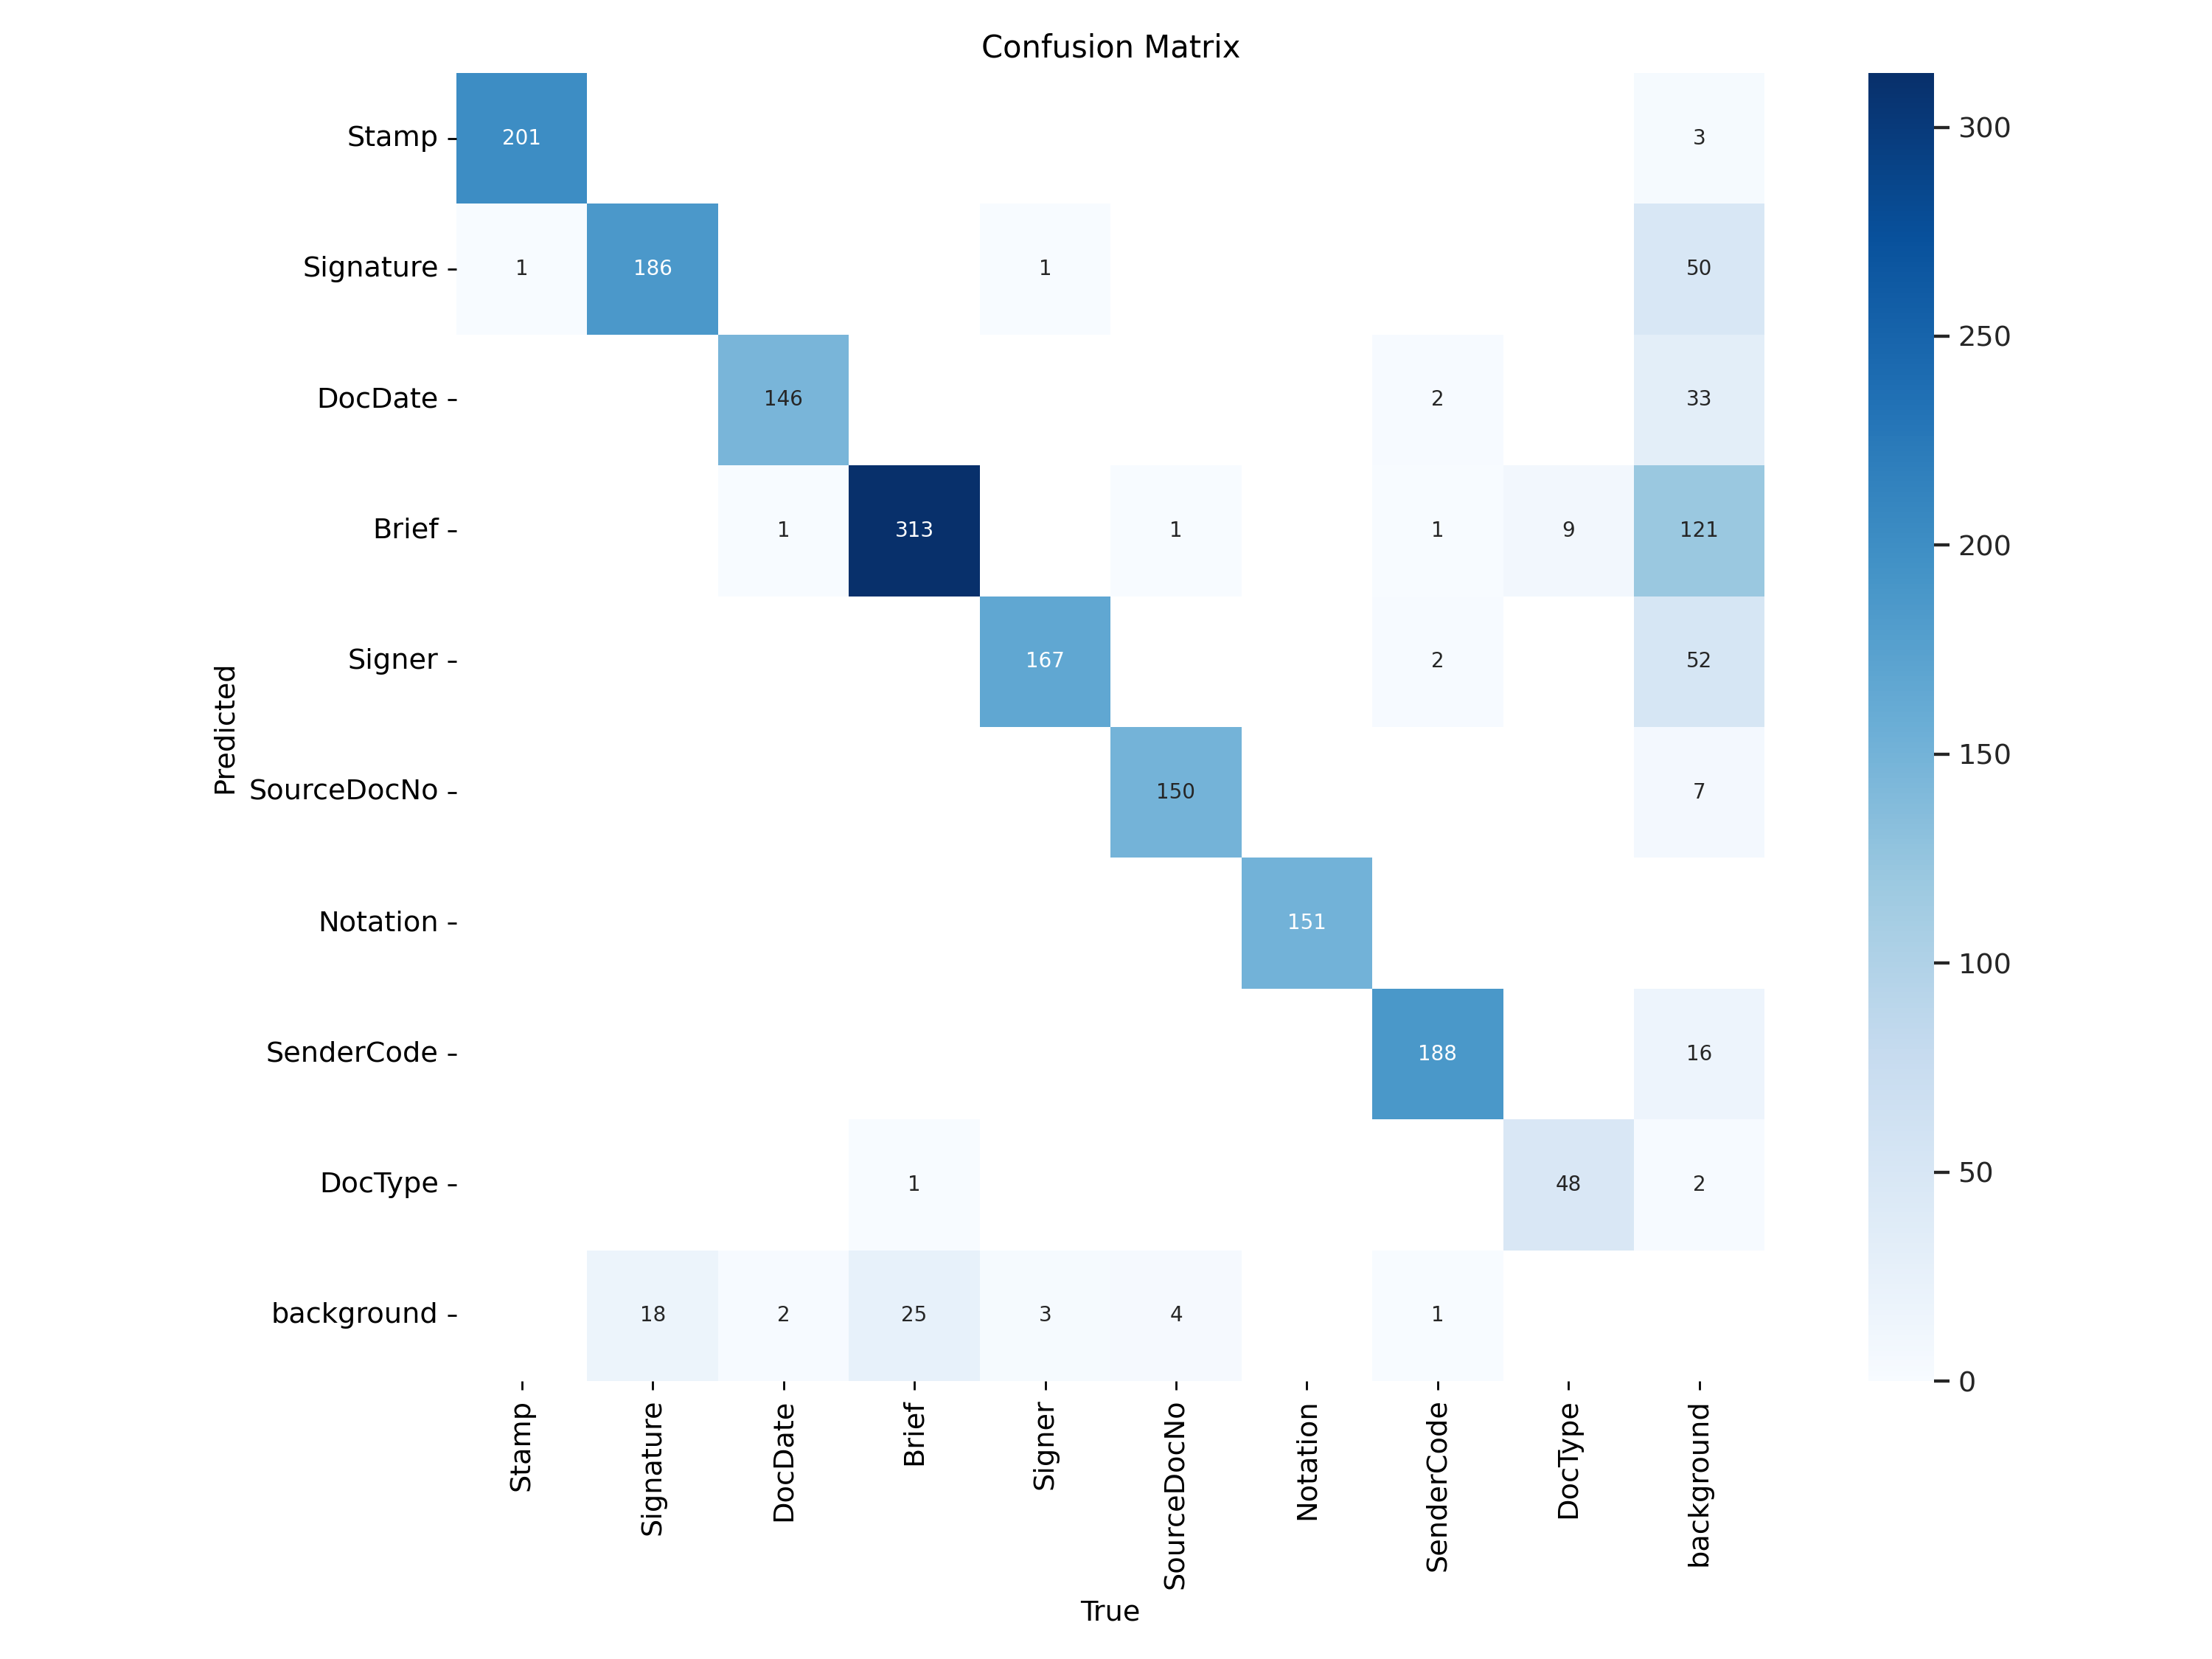 Confusion Matrix
Stamp 201 3 300
Signature 1 186 1 50 250
DocDate 146 2 33
Brief 1 313 1 1 9 121 200
Signer 167 2 52
Predicted
SourceDocNo 150 7 150
Notation 151 100
SenderCode 188 16
DocType 1 48 2 50
background 18 2 25 3 4 1 0
Stamp Signature DocDate Brief Signer SourceDocNo Notation SenderCode DocType background
True